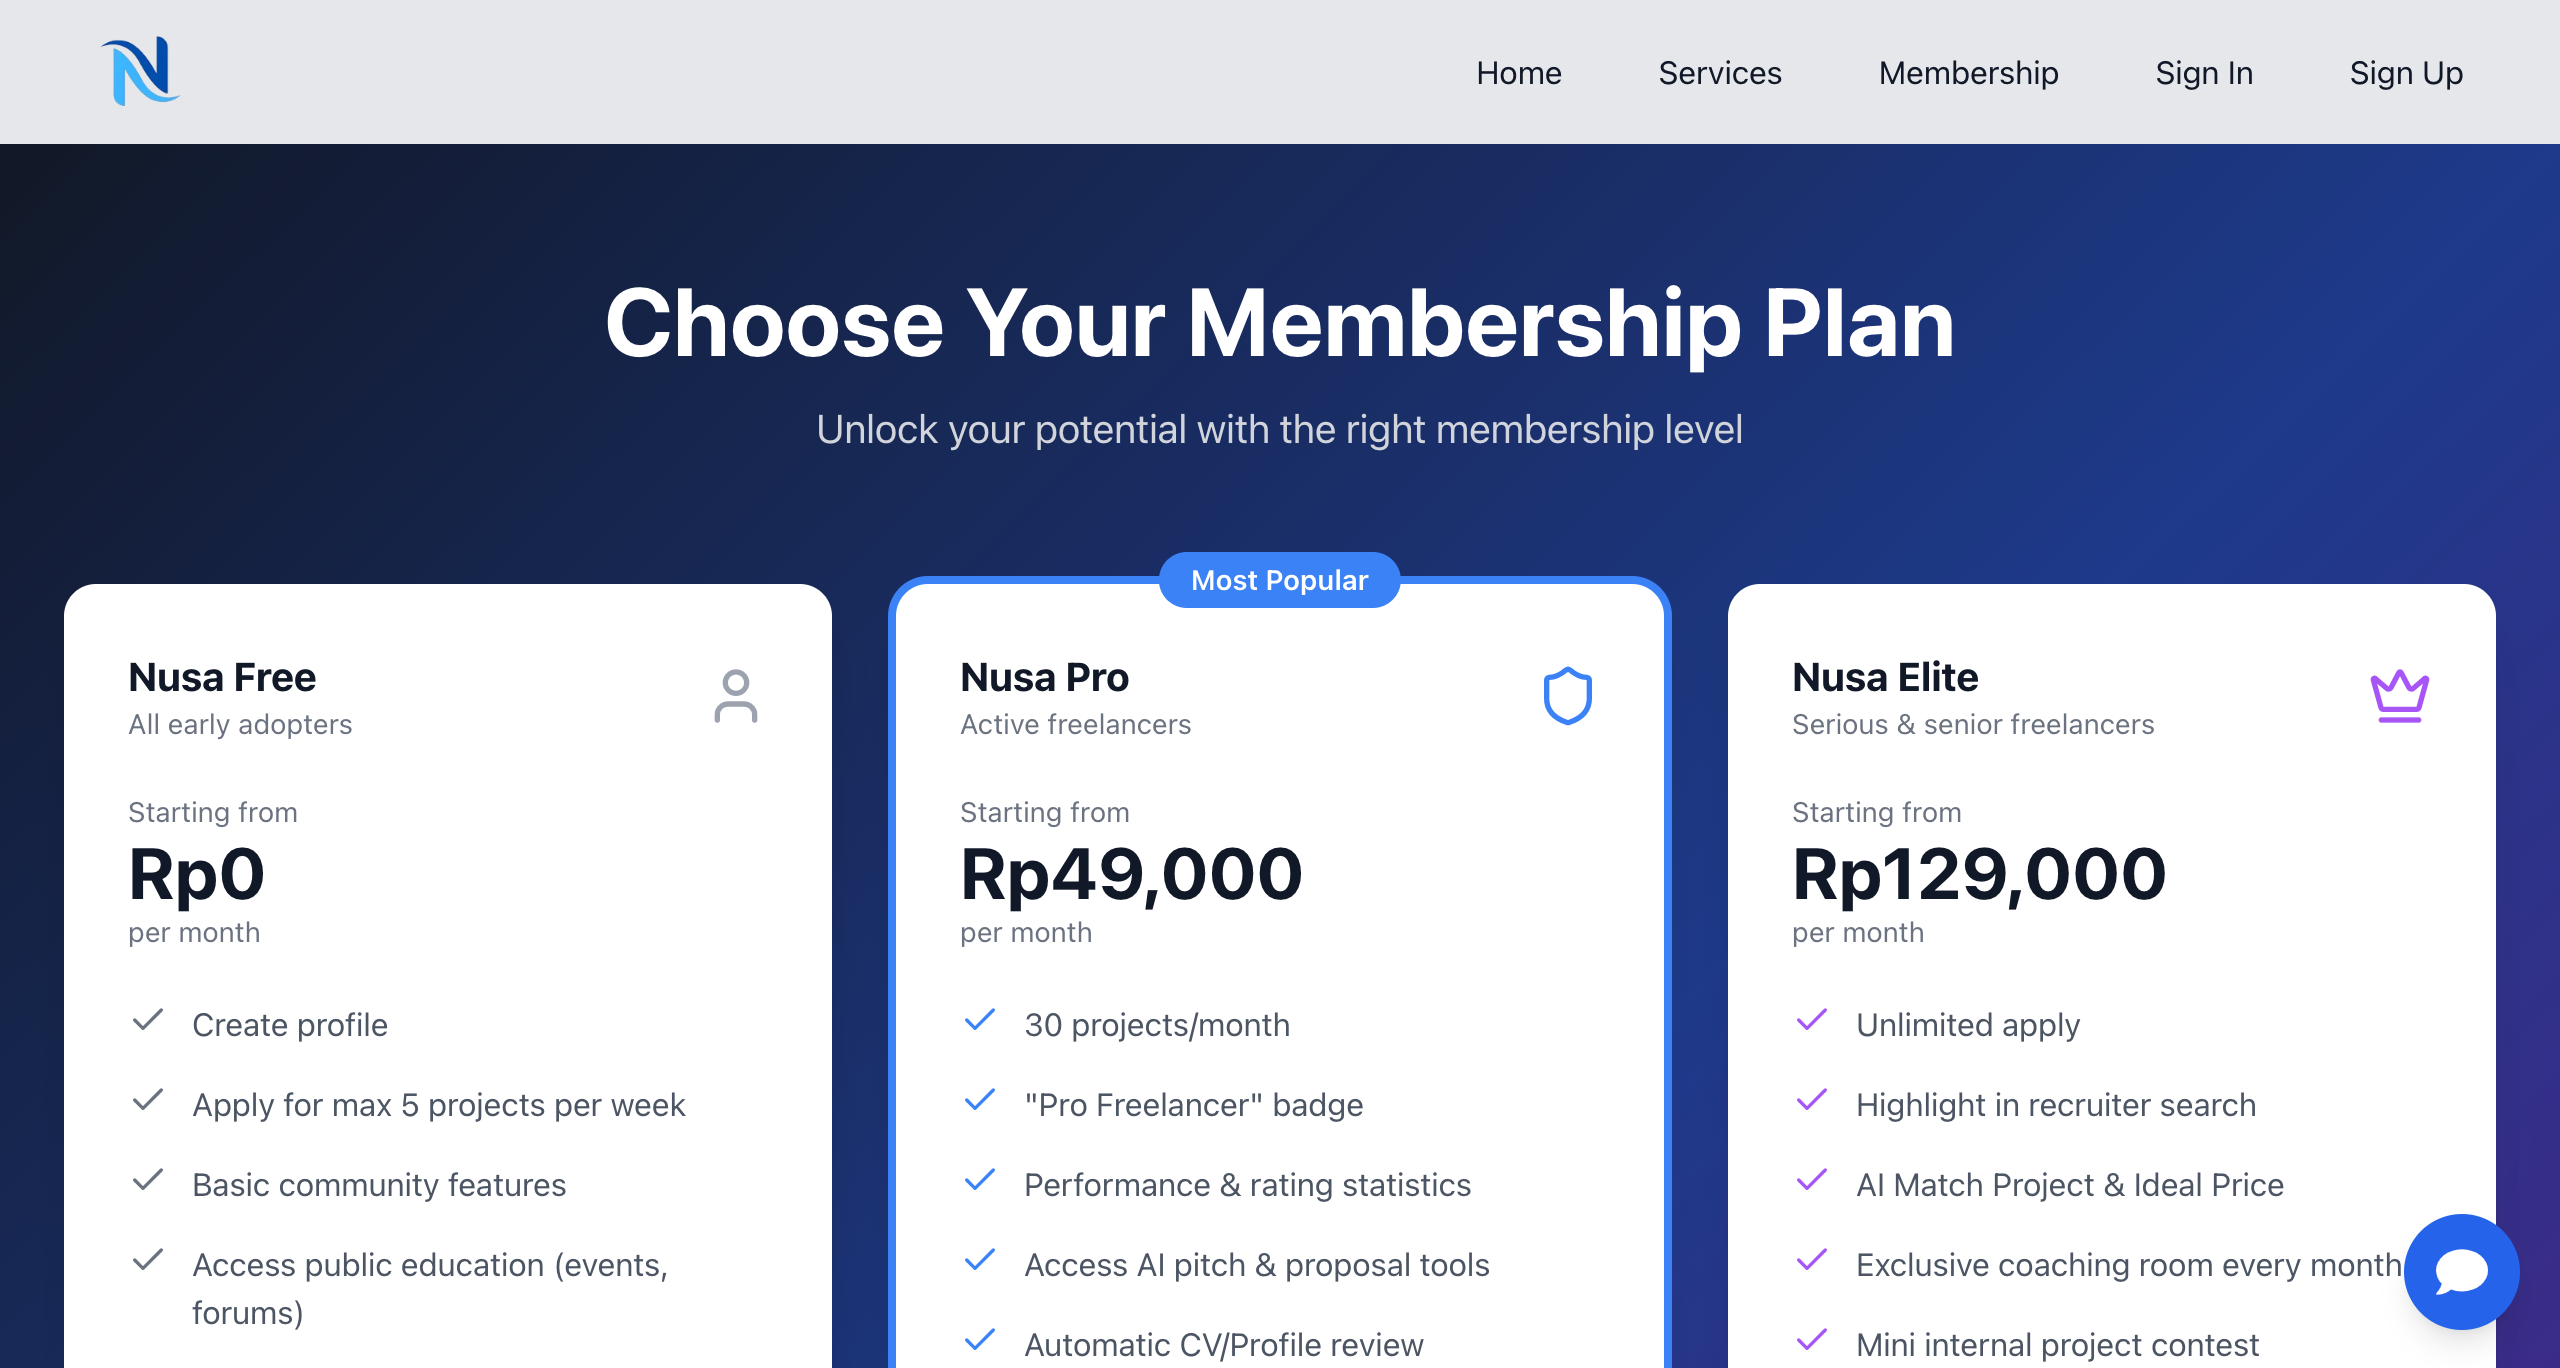 Home
Services
Membership
Sign In
Sign Up
Choose Your Membership Plan
Unlock your potential with the right membership level
Nusa Free
All early adopters
Starting from
Rp0
per month
Create profile
Apply for max 5 projects per week
Basic community features
Access public education (events,
forums)
Most Popular
Nusa Pro
Active freelancers
Starting from
Rp49,000
per month
30 projects/month
"Pro Freelancer" badge
Performance & rating statistics
Access AI pitch & proposal tools
Automatic CV/Profile review
Nusa Elite
Serious & senior freelancers
Starting from
Rp129,000
per month
Unlimited apply
Highlight in recruiter search
AI Match Project & Ideal Price
Exclusive coaching room every month
Mini internal project contest